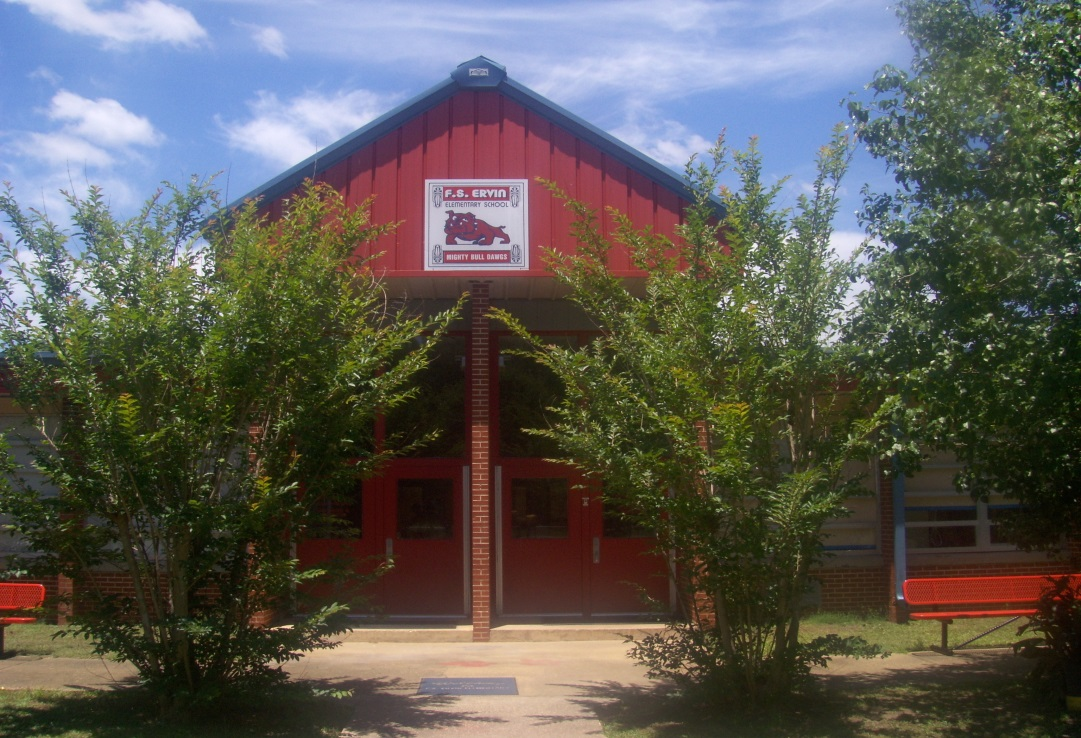 F.S. ERVIN
ELEMENTARY SCHOOL
MIGHTY BULL DAWGS